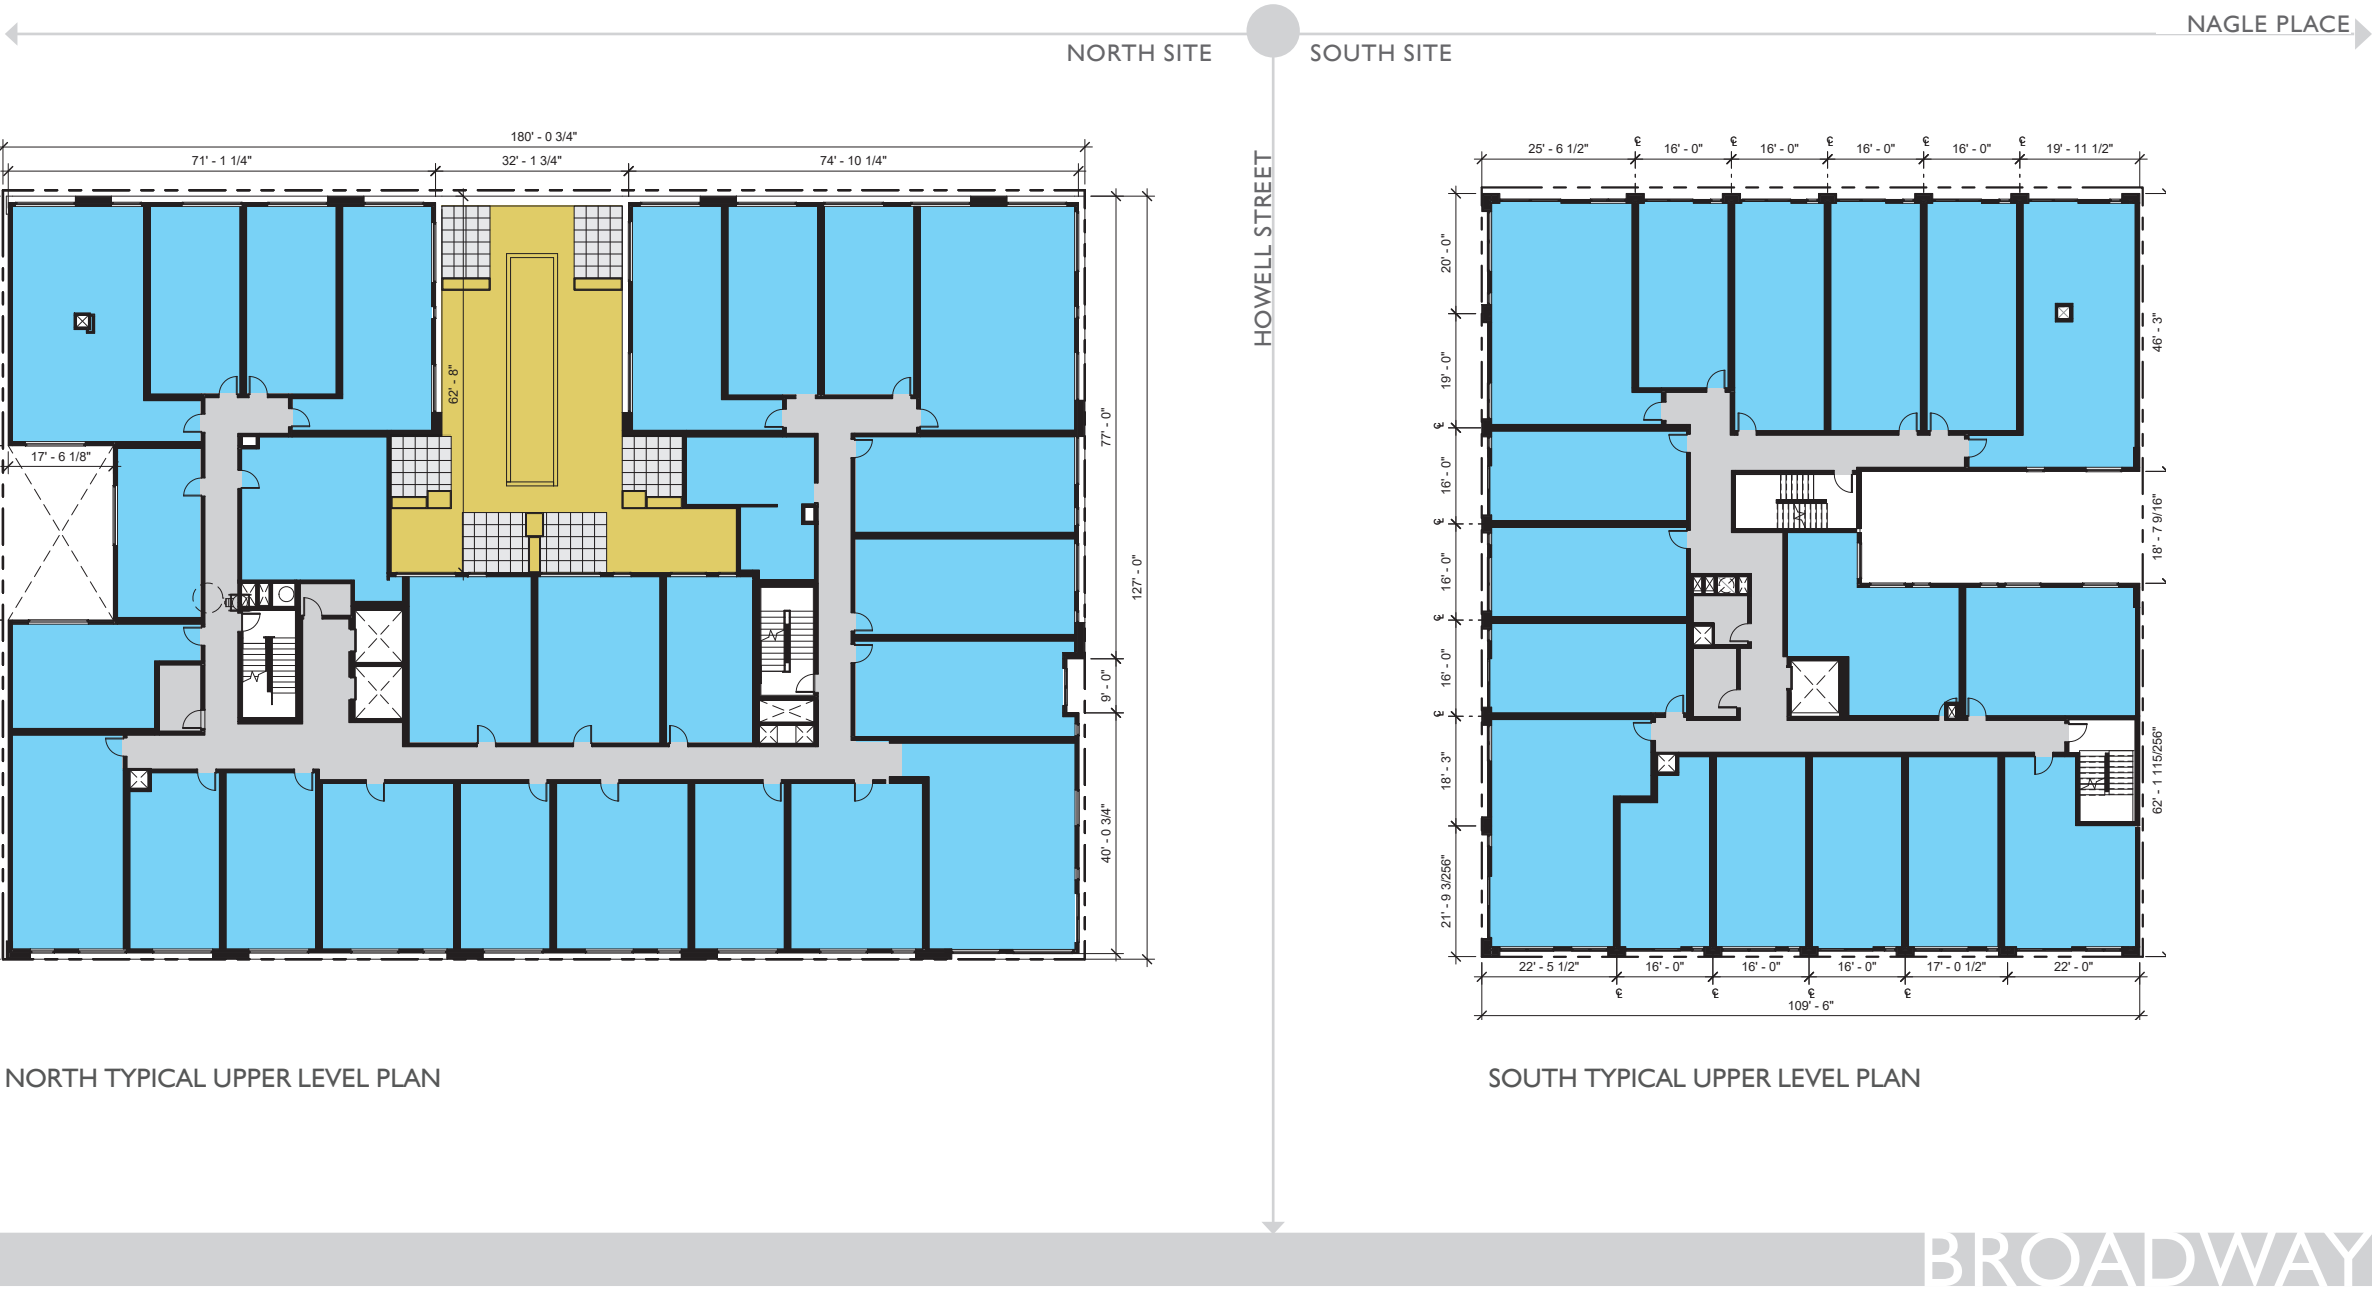 NAGLE PLACE
NORTH SITE
SOUTH SITE
HOWELL STREET
180' - 0 3/4"
71' - 1 1/4"
32' - 1 3/4"
74' - 10 1/4"
62' - 8"
17' - 6 1/8"
77' - 0"
9' - 0"
40' - 0 3/4"
127' - 0"
25' - 6 1/2"
16' - 0"
16' - 0"
16' - 0"
16' - 0"
19' - 11 1/2"
20' - 0"
19' - 0"
16' - 0"
16' - 0"
16' - 0"
18' - 3"
21' - 9 3/256"
46' - 3"
18' - 7 9/16"
62' - 1 115/256"
22' - 5 1/2"
16' - 0"
16' - 0"
16' - 0"
17' - 0 1/2"
22' - 0"
109' - 6"
NORTH TYPICAL UPPER LEVEL PLAN
SOUTH TYPICAL UPPER LEVEL PLAN
BROADWAY